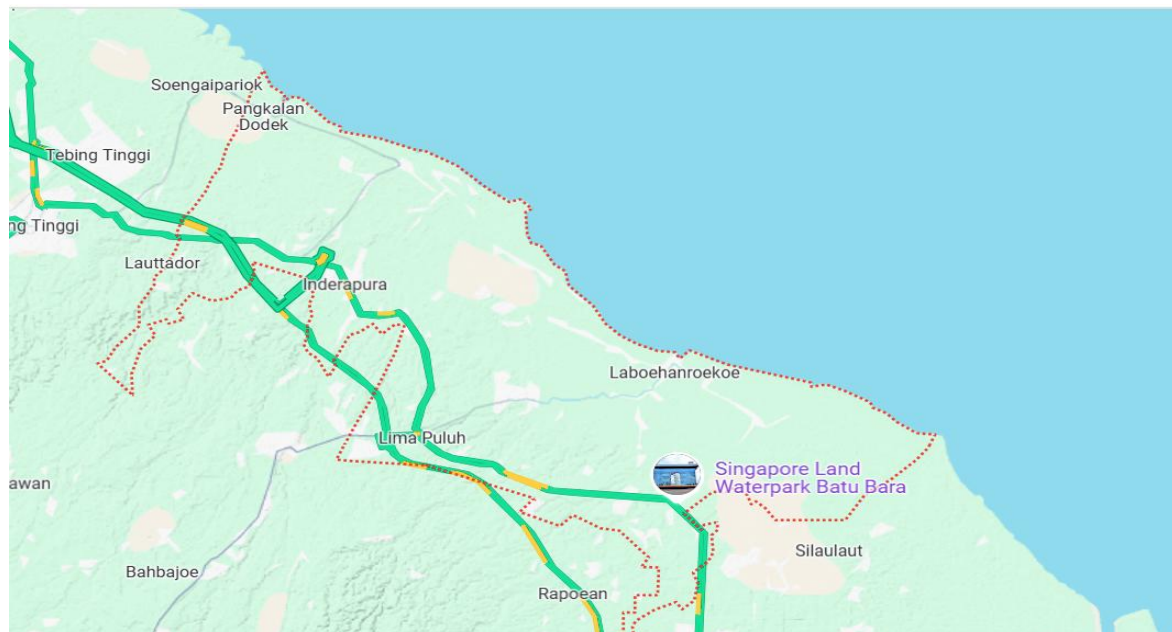 Soengaipariok
Pangkalan
Dodek
Tebing Tinggi
ng Tinggi
Lauttador
Inderapura
Laboehanroekoe
Lima Puluh
Singapore Land
Waterpark Batu Bara
awan
Silaulaut
Bahbajoe
Rapoean